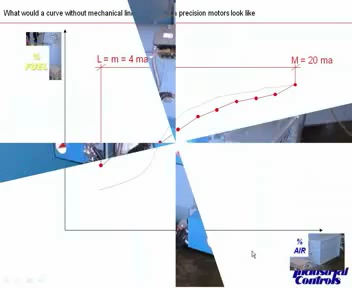 What would a curve without mechanical lin
precision motors look like
%
FUEL
L = m = 4 ma
M = 20 ma
%
AIR
Industrial
Controls